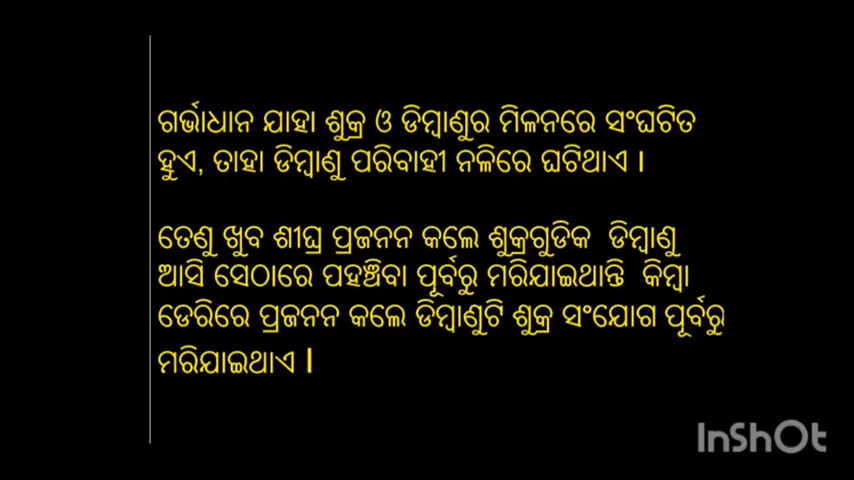 ଗର୍ଭାଧାନ ଯାହା ଶୁକ୍ର ଓ ଡିମ୍ବାଣୁର ମିଳନରେ ସଂଘଟିତ
ହୁଏ, ତାହା ଡିମ୍ବାଣୁ ପରିବାହୀ ନଳିରେ ଘଟିଥାଏ ।
ତେଣୁ ଖୁବ ଶୀଘ୍ର ପ୍ରଜନନ କଲେ ଶୁକ୍ରଗୁଡିକ ଡିମ୍ବାଣୁ
ଆସି ସେଠାରେ ପହଞ୍ଚିବା ପୂର୍ବରୁ ମରିଯାଇଥାନ୍ତି କିମ୍ବା
ଡେରିରେ ପ୍ରଜନନ କଲେ ଡିମ୍ବାଣୁଟି ଶୁକ୍ର ସଂଯୋଗ ପୂର୍ବରୁ
ମରିଯାଇଥାଏ ।
InShOt